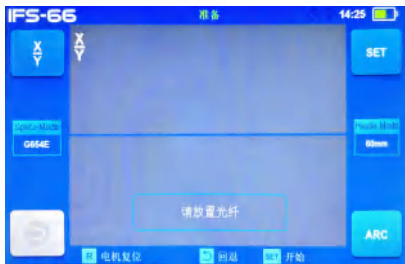 IFS-66 准备 14:25
X
Y
X
Y
SET
Splice Mode
G654E
Heate Mode
60mm
请放置光纤
ARC
R 电机复位 回退 SET 开始